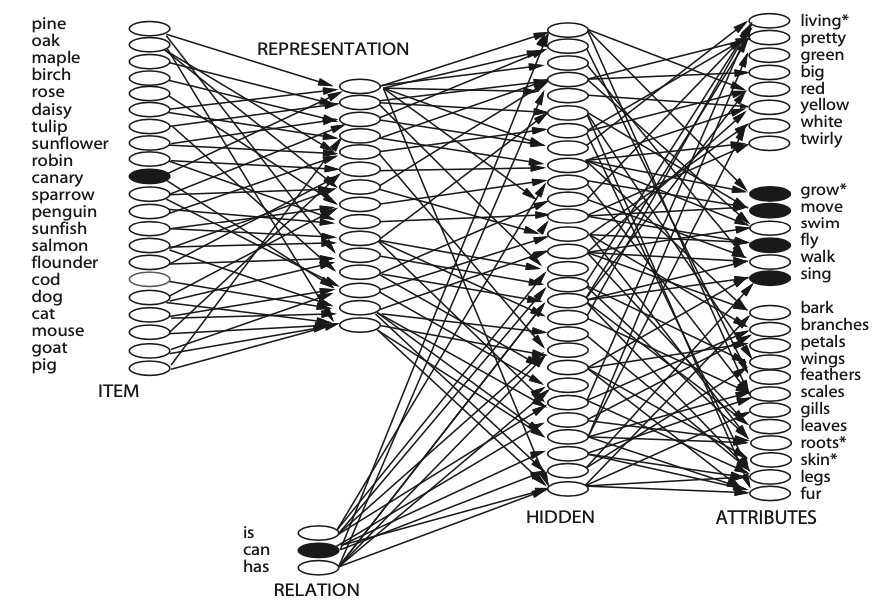 pine
oak
maple
birch
rose
daisy
tulip
sunflower
robin
canary
sparrow
penguin
sunfish
salmon
flounder
cod
dog
cat
mouse
goat
pig
ITEM
REPRESENTATION
is
can
has
RELATION
HIDDEN
living*
pretty
green
big
red
yellow
white
twirly
grow*
move
swim
fly
walk
sing
bark
branches
petals
wings
feathers
scales
gills
leaves
roots*
skin*
legs
fur
ATTRIBUTES